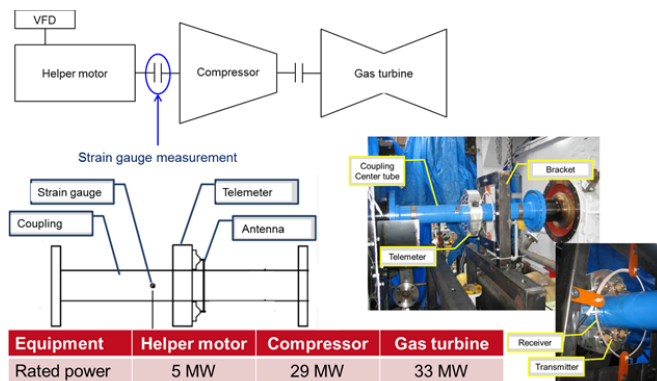 VFD
Helper motor
Compressor
Gas turbine
Strain gauge measurement
Strain gauge
Telemeter
Coupling
Antenna
Coupling
Center tube
Bracket
Telemeter
Receiver
Transmitter
Equipment Helper motor Compressor Gas turbine
Rated power 5 MW 29 MW 33 MW